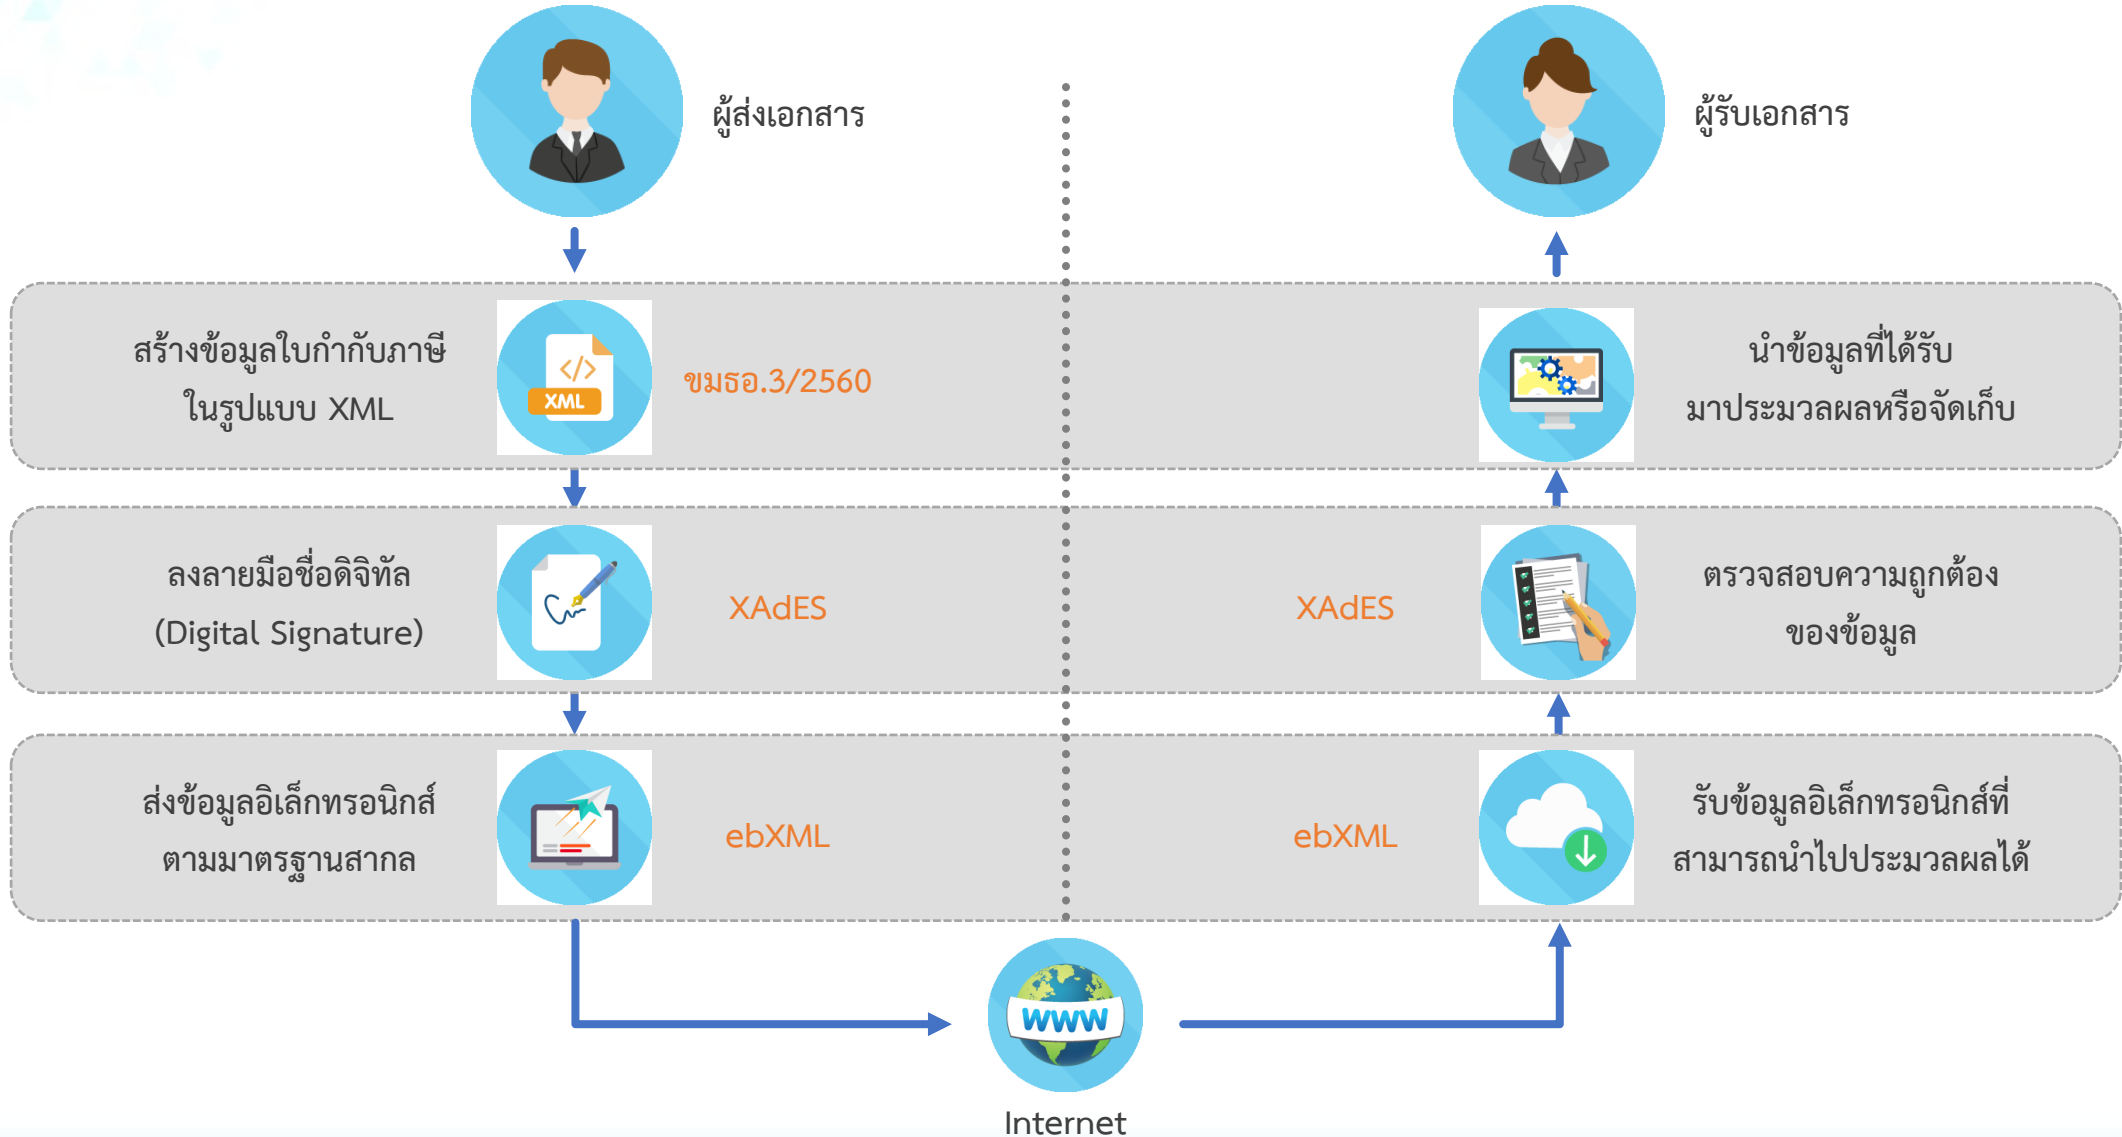 ผู้ส่งเอกสาร
ผู้รับเอกสาร
สร้างข้อมูลใบกำกับภาษี
ในรูปแบบ XML
XML
ขมธอ.3/2560
นำข้อมูลที่ได้รับ
มาประมวลผลหรือจัดเก็บ
ลงลายมือชื่อดิจิทัล
(Digital Signature)
XAdES
XAdES
ตรวจสอบความถูกต้อง
ของข้อมูล
ส่งข้อมูลอิเล็กทรอนิกส์
ตามมาตรฐานสากล
ebXML
ebXML
รับข้อมูลอิเล็กทรอนิกส์ที่
สามารถนำไปประมวลผลได้
WWW
Internet